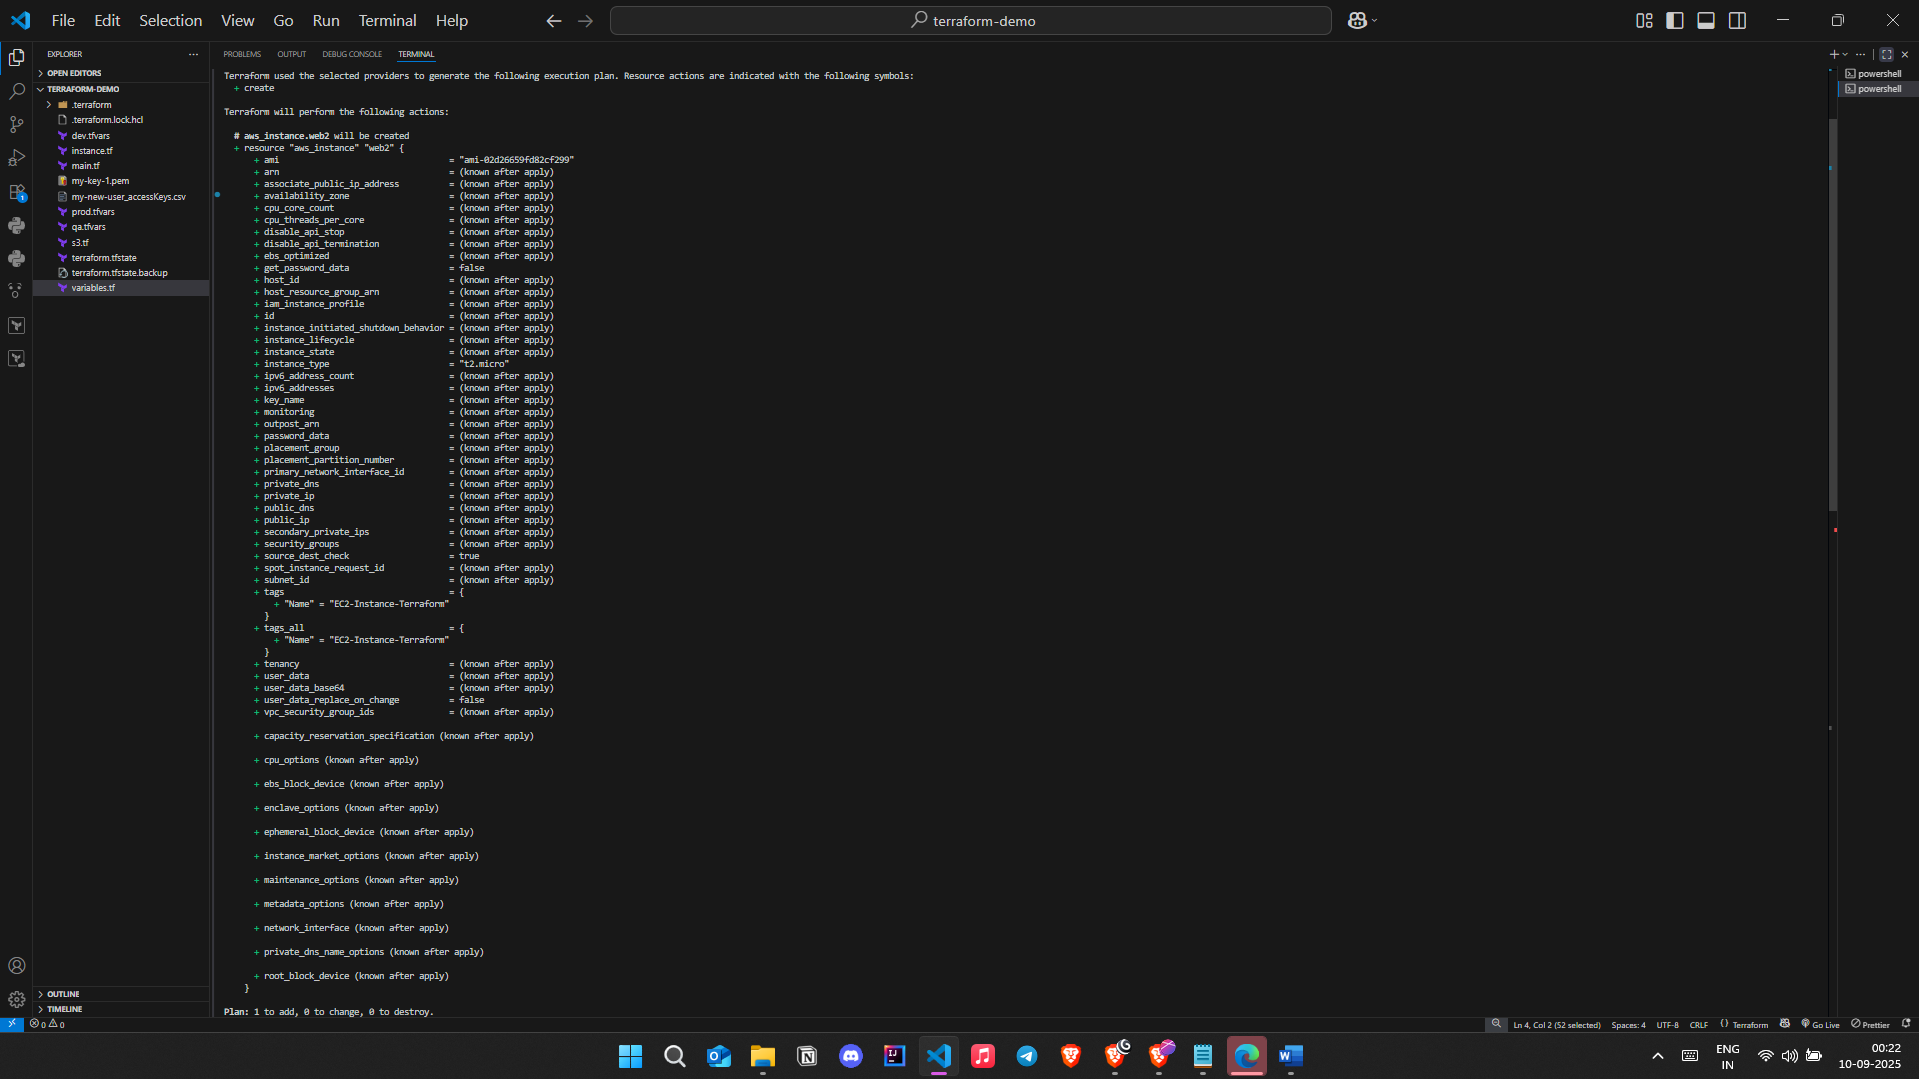 File Edit Selection View Go Run Terminal Help
terraform-demo
EXPLORER
OPEN EDITORS
TERRAFORM-DEMO
.terraform
.terraform.lock.hcl
dev.tfvars
instance.tf
main.tf
my-key-1.pem
my-new-user_accessKeys.csv
prod.tfvars
qa.tfvars
s3.tf
terraform.tfstate
terraform.tfstate.backup
variables.tf
OUTLINE
TIMELINE
PROBLEMS OUTPUT DEBUG CONSOLE TERMINAL
powershell
powershell
Terraform used the selected providers to generate the following execution plan. Resource actions are indicated with the following symbols:
+ create
Terraform will perform the following actions:
# aws_instance.web2 will be created
+ resource "aws_instance" "web2" {
+ ami = "ami-02d26659fd82cf299"
+ arn = (known after apply)
+ associate_public_ip_address = (known after apply)
+ availability_zone = (known after apply)
+ cpu_core_count = (known after apply)
+ cpu_threads_per_core = (known after apply)
+ disable_api_stop = (known after apply)
+ disable_api_termination = (known after apply)
+ ebs_optimized = (known after apply)
+ get_password_data = false
+ host_id = (known after apply)
+ host_resource_group_arn = (known after apply)
+ iam_instance_profile = (known after apply)
+ id = (known after apply)
+ instance_initiated_shutdown_behavior = (known after apply)
+ instance_lifecycle = (known after apply)
+ instance_state = (known after apply)
+ instance_type = "t2.micro"
+ ipv6_address_count = (known after apply)
+ ipv6_addresses = (known after apply)
+ key_name = (known after apply)
+ monitoring = (known after apply)
+ outpost_arn = (known after apply)
+ password_data = (known after apply)
+ placement_group = (known after apply)
+ placement_partition_number = (known after apply)
+ primary_network_interface_id = (known after apply)
+ private_dns = (known after apply)
+ private_ip = (known after apply)
+ public_dns = (known after apply)
+ public_ip = (known after apply)
+ secondary_private_ips = (known after apply)
+ security_groups = (known after apply)
+ source_dest_check = true
+ spot_instance_request_id = (known after apply)
+ subnet_id = (known after apply)
+ tags = {
+ "Name" = "EC2-Instance-Terraform"
}
+ tags_all = {
+ "Name" = "EC2-Instance-Terraform"
}
+ tenancy = (known after apply)
+ user_data = (known after apply)
+ user_data_base64 = (known after apply)
+ user_data_replace_on_change = false
+ vpc_security_group_ids = (known after apply)
+ capacity_reservation_specification (known after apply)
+ cpu_options (known after apply)
+ ebs_block_device (known after apply)
+ enclave_options (known after apply)
+ ephemeral_block_device (known after apply)
+ instance_market_options (known after apply)
+ maintenance_options (known after apply)
+ metadata_options (known after apply)
+ network_interface (known after apply)
+ private_dns_name_options (known after apply)
+ root_block_device (known after apply)
}
Plan: 1 to add, 0 to change, 0 to destroy.
0 0 Ln 4, Col 2 (52 selected) Spaces: 4 UTF-8 CRLF {} Terraform Go Live Prettier
ENG
IN
00:22
10-09-2025